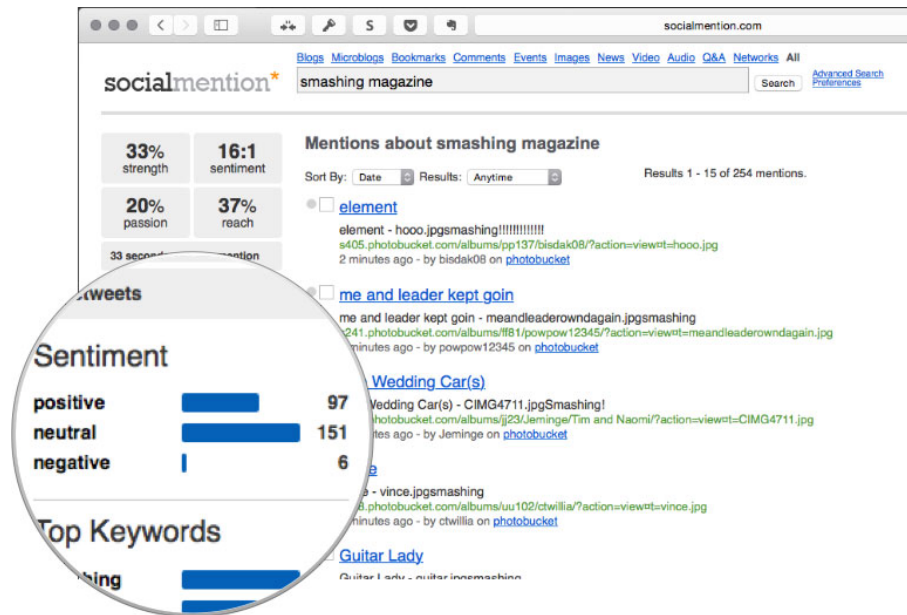 socialmention.com
Blogs Microblogs Bookmarks Comments Events Images News Video Audio Q&A Networks All
socialmention*
smashing magazine
Search
Advanced Search
Preferences
33%
strength
16:1
sentiment
20%
passion
37%
reach
Mentions about smashing magazine
Sort By: Date Results: Anytime
Results 1 - 15 of 254 mentions.
element
element - hooo.jpgsmashing!!!!!!!!!!!!!
s405.photobucket.com/albums/pp137/bisdak08/?action=view¤t=hooo.jpg
2 minutes ago - by bisdak08 on photobucket
me and leader kept goin
me and leader kept goin - meandleaderowndagain.jpgsmashing
241.photobucket.com/albums/ff81/powpow12345/?action=view¤t=meandleaderowndagain.jpg
minutes ago - by powpow12345 on photobucket
Wedding Car(s)
Wedding Car(s) - CIMG4711.jpgSmashing!
photobucket.com/albums/jj23/Jeminge/Tim and Naomi/?action=view¤t=CIMG4711.jpg
ago - by Jeminge on photobucket
- vince.jpgsmashing
photobucket.com/albums/uu102/ctwillia/?action=view¤t=vince.jpg
minutes ago - by ctwillia on photobucket
Guitar Lady
Guitar Lady - guitar.jpgsmashing
33
Sentiment
positive 97
neutral 151
negative 6
Top Keywords